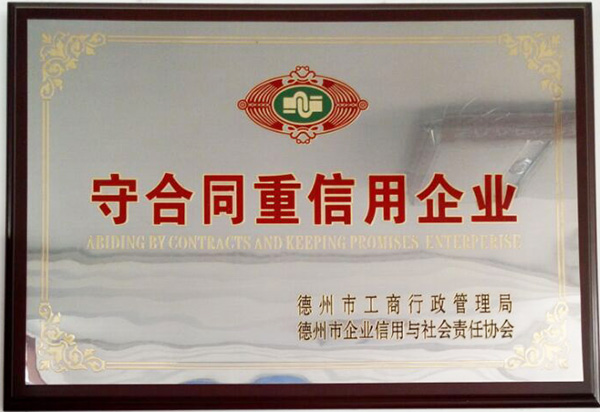 守合同重信用企业
ABIDING BY CONTRACTS AND KEEPING PROMISES ENTERPERISE
德州市工商行政管理局
德州市企业信用与社会责任协会